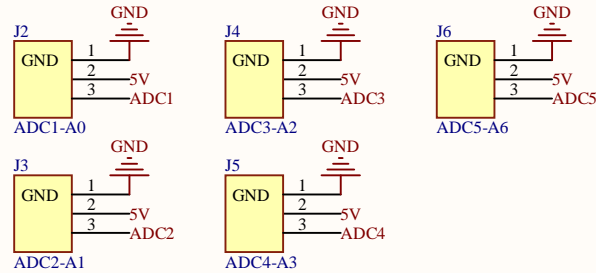 GND
J2
GND
1
2
3
5V
ADC1
ADC1-A0
GND
J4
GND
1
2
3
5V
ADC3
ADC3-A2
GND
J6
GND
1
2
3
5V
ADC5
ADC5-A6
GND
J3
GND
1
2
3
5V
ADC2
ADC2-A1
GND
J5
GND
1
2
3
5V
ADC4
ADC4-A3